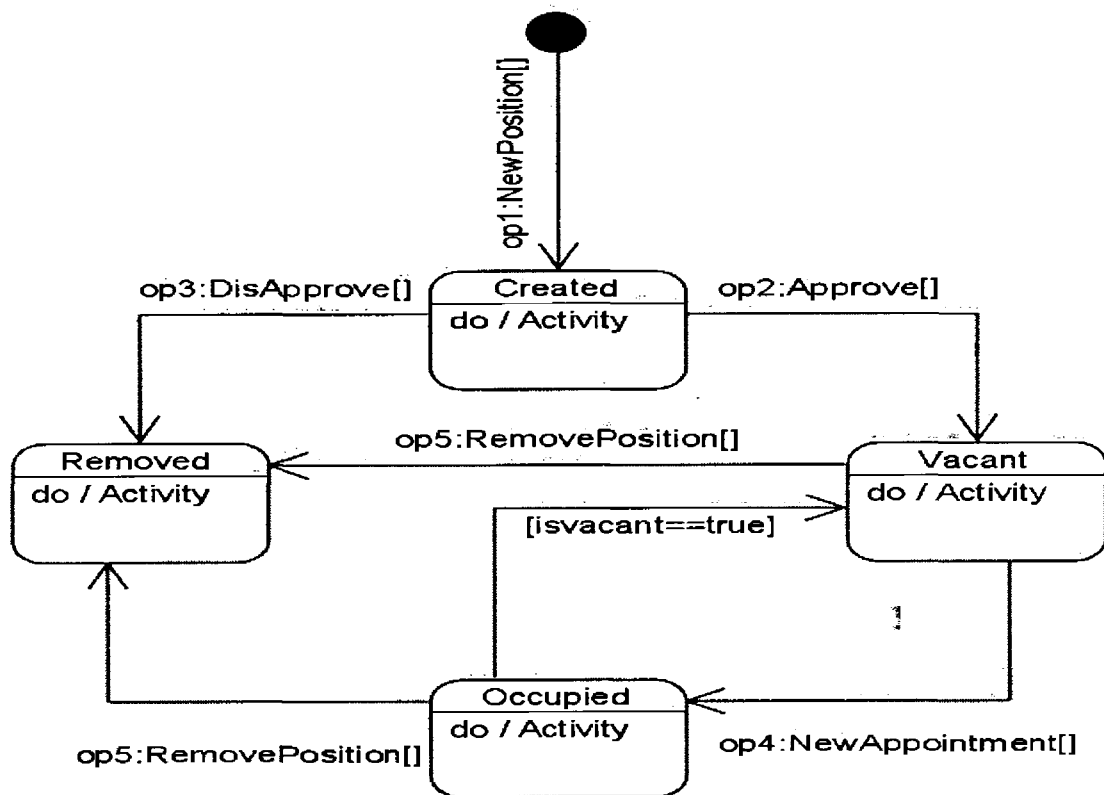 op1:NewPosition[]
op3:DisApprove[]
Created
op2:Approve[]
do / Activity
op5:RemovePosition[]
Removed
Vacant
do / Activity
do / Activity
[isvacant==true]
Occupied
do / Activity
op5:RemovePosition[]
op4:NewAppointment[]